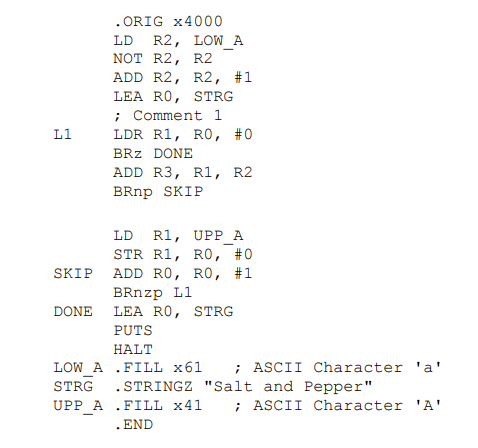 .ORIG x4000
LD R2, LOW_A
NOT R2, R2
ADD R2, R2, #1
LEA R0, STRG
; Comment 1
L1 LDR R1, R0, #0
BRz DONE
ADD R3, R1, R2
BRnp SKIP
LD R1, UPP_A
STR R1, R0, #0
SKIP ADD R0, R0, #1
BRnzp L1
DONE LEA R0, STRG
PUTS
HALT
LOW_A .FILL x61 ; ASCII Character 'a'
STRG .STRINGZ "Salt and Pepper"
UPP_A .FILL x41 ; ASCII Character 'A'
.END